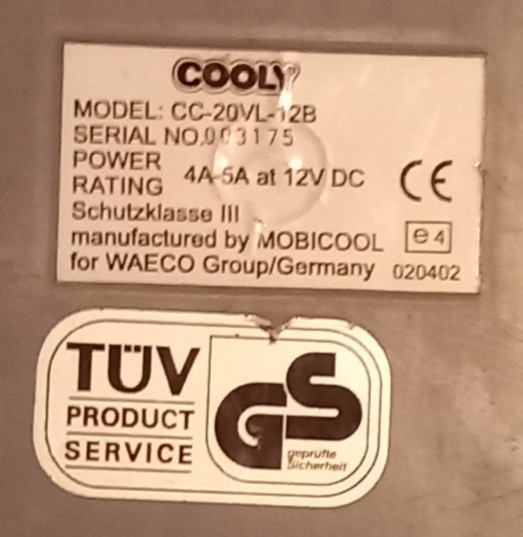 COOLY
MODEL: CC-20VL-12B
SERIAL NO.003175
POWER
RATING 4A-5A at 12V DC
CE
Schutzklasse III
manufactured by MOBICOOL
e4
for WAECO Group/Germany 020402
TÜV
PRODUCT
SERVICE
GS
geprüfte
Sicherheit